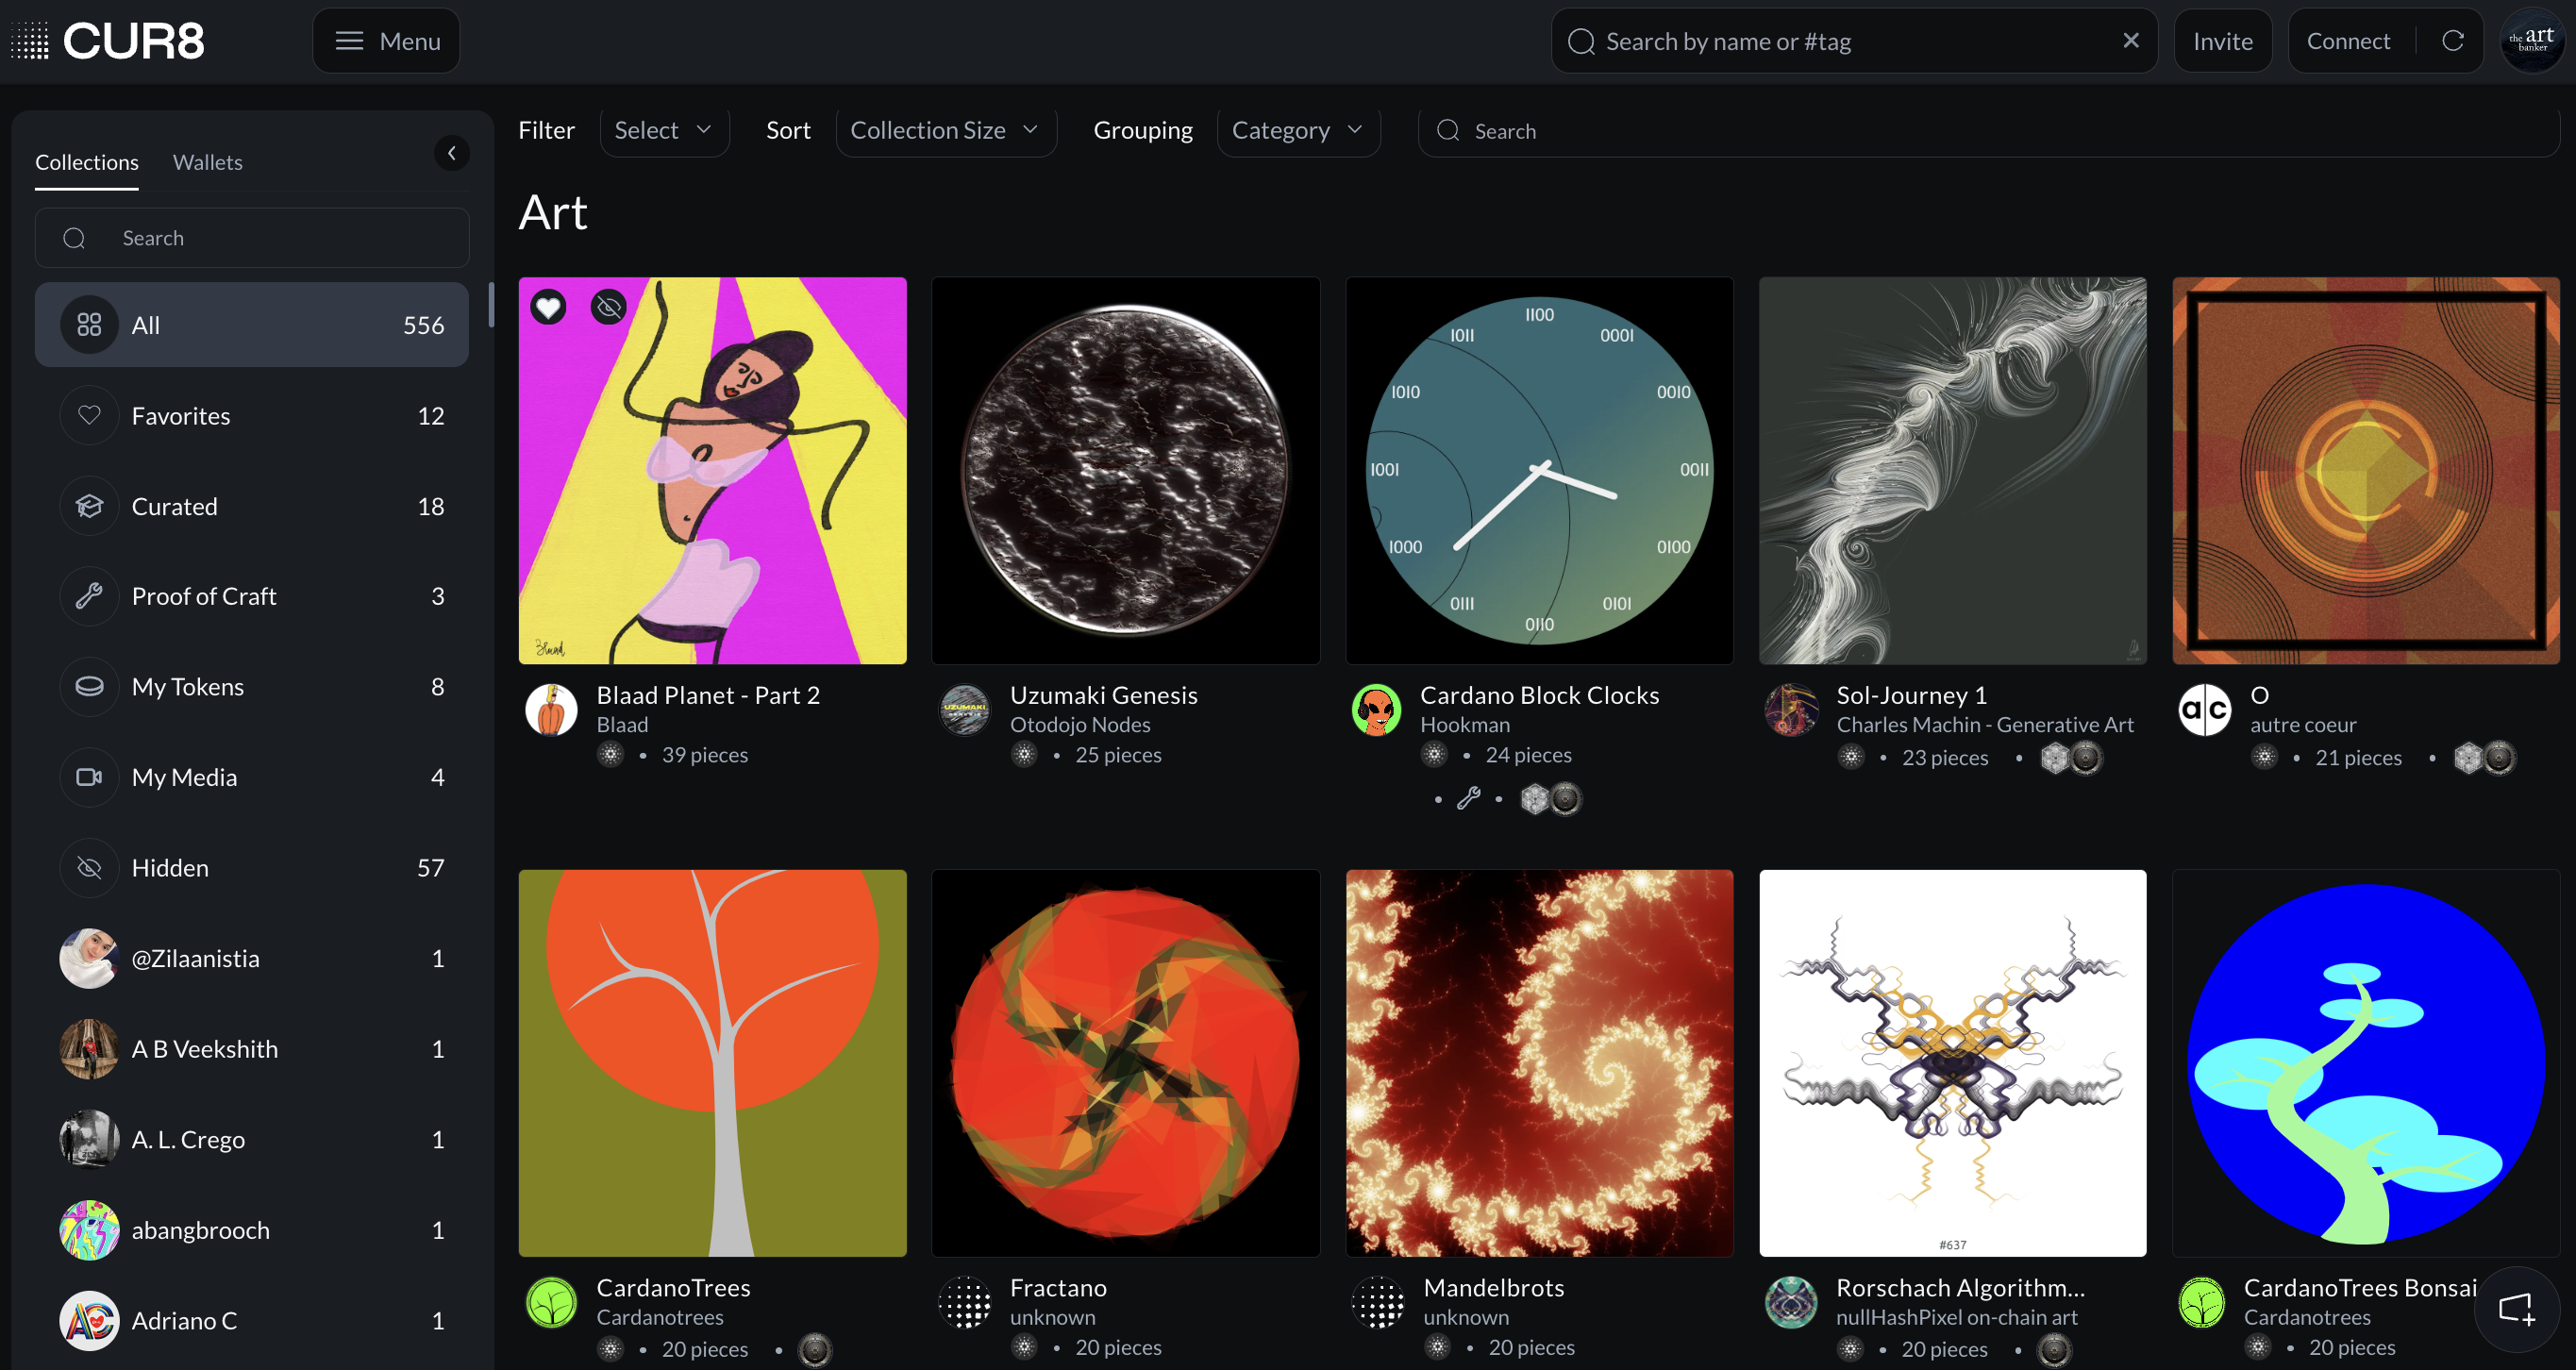 CUR8
Menu
Search by name or #tag
Invite
Connect
the art
banker
Collections
Wallets
Search
All 556
Favorites 12
Curated 18
Proof of Craft 3
My Tokens 8
My Media 4
Hidden 57
@Zilaanistia 1
A B Veekshith 1
A. L. Crego 1
abangbrooch 1
Adriano C 1
Filter Select Sort Collection Size Grouping Category Search
Art
Blaad
1100
1011 0001
1010 0010
1001 0011
1000 0100
0111 0101
0110
Blaad Planet - Part 2
Blaad
• 39 pieces
UZUMAKI
Uzumaki Genesis
Otodojo Nodes
• 25 pieces
Cardano Block Clocks
Hookman
• 24 pieces
• •
Sol-Journey 1
Charles Machin - Generative Art
• 23 pieces •
a|c
O
autre coeur
• 21 pieces •
#637
CardanoTrees
Cardanotrees
• 20 pieces •
Fractano
unknown
• 20 pieces
Mandelbrots
unknown
• 20 pieces
Rorschach Algorithm...
nullHashPixel on-chain art
• 20 pieces •
CardanoTrees Bonsai
Cardanotrees
• 20 pieces